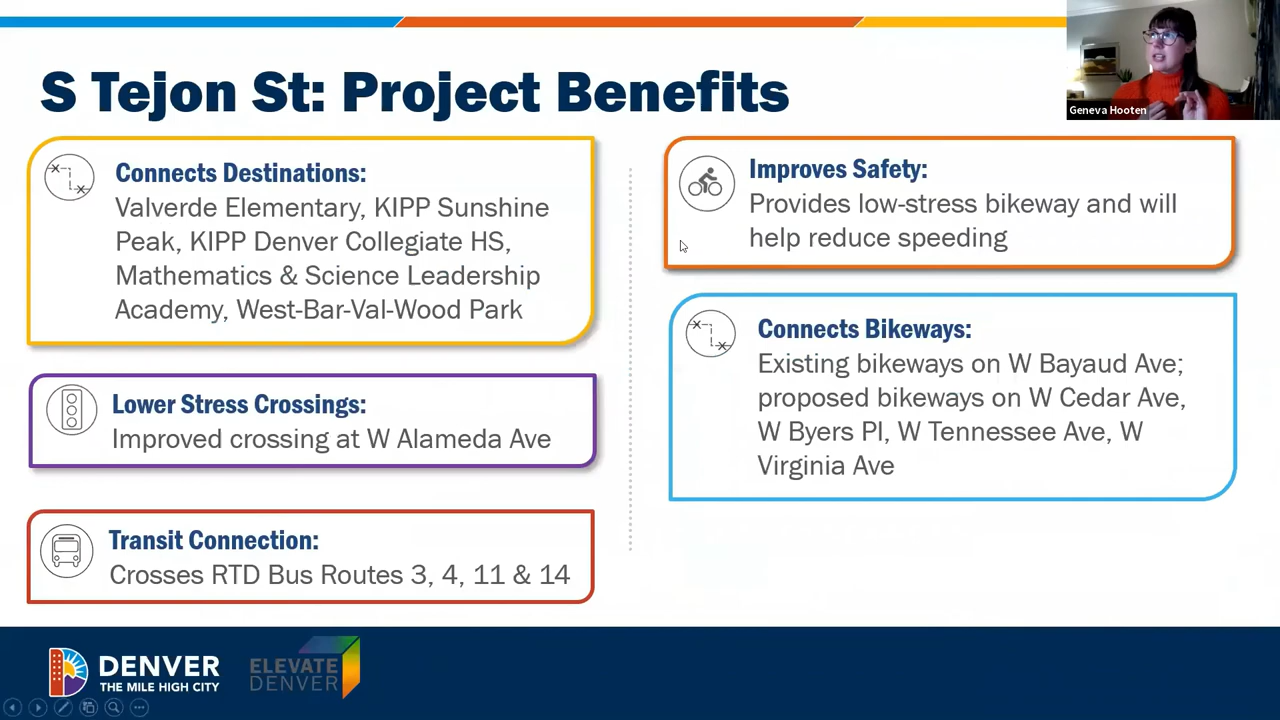 S Tejon St: Project Benefits
Geneva Hooten
Connects Destinations:
Valverde Elementary, KIPP Sunshine
Peak, KIPP Denver Collegiate HS,
Mathematics & Science Leadership
Academy, West-Bar-Val-Wood Park
Lower Stress Crossings:
Improved crossing at W Alameda Ave
Transit Connection:
Crosses RTD Bus Routes 3, 4, 11 & 14
Improves Safety:
Provides low-stress bikeway and will
help reduce speeding
Connects Bikeways:
Existing bikeways on W Bayaud Ave;
proposed bikeways on W Cedar Ave,
W Byers Pl, W Tennessee Ave, W
Virginia Ave
DENVER
THE MILE HIGH CITY
ELEVATE
DENVER